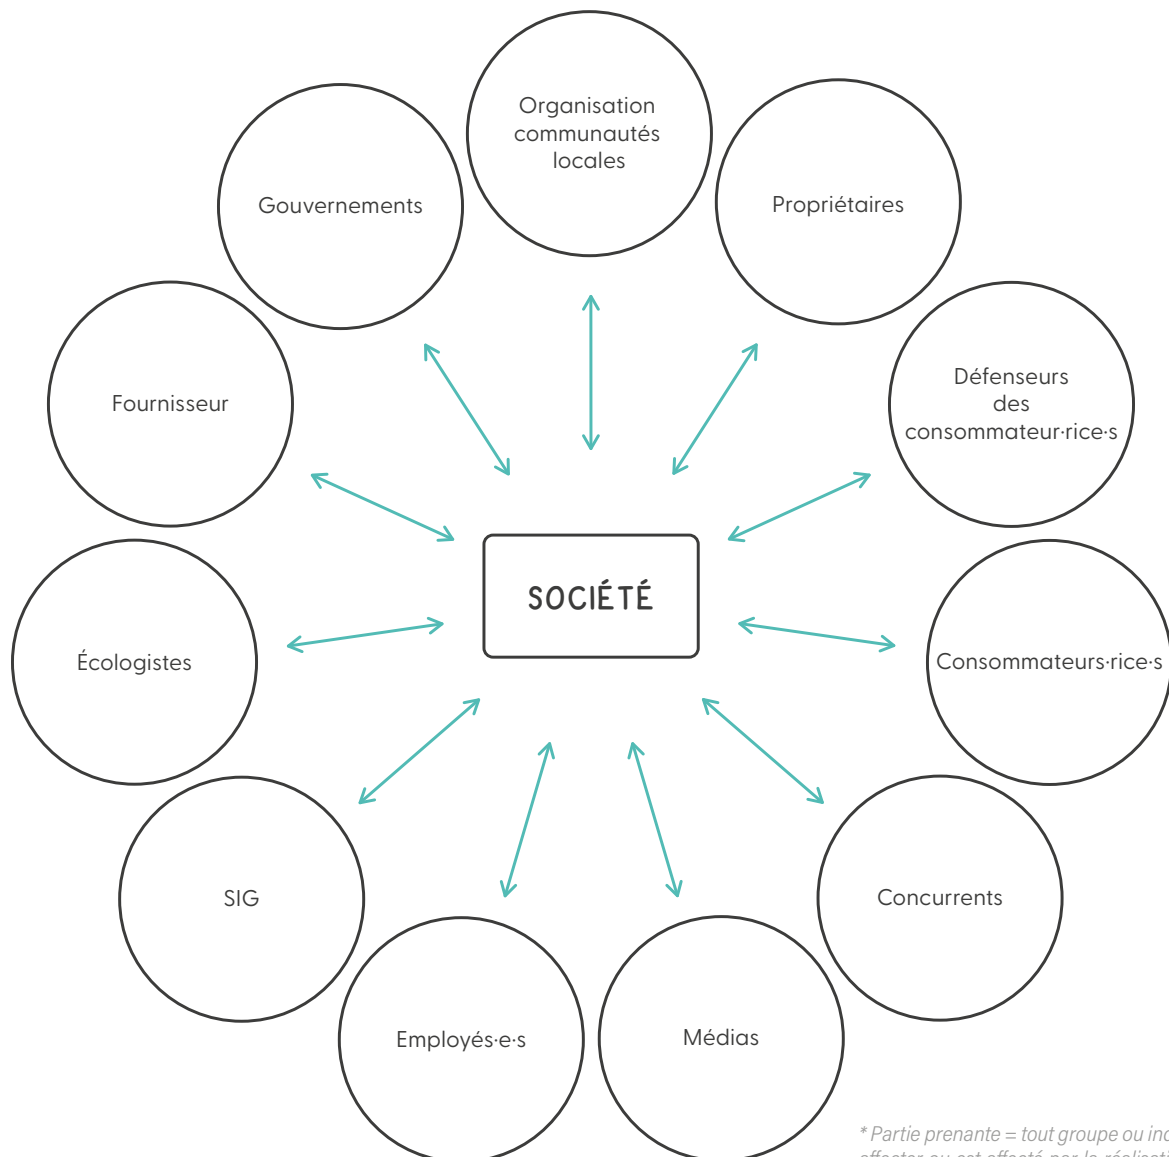 Organisation
communautés
locales
Gouvernements
Propriétaires
Fournisseur
Défenseurs
des
consommateur·rice·s
SOCIÉTÉ
Écologistes
Consommateurs·rice·s
SIG
Concurrents
Employés·e·s
Médias
* Partie prenante = tout groupe ou